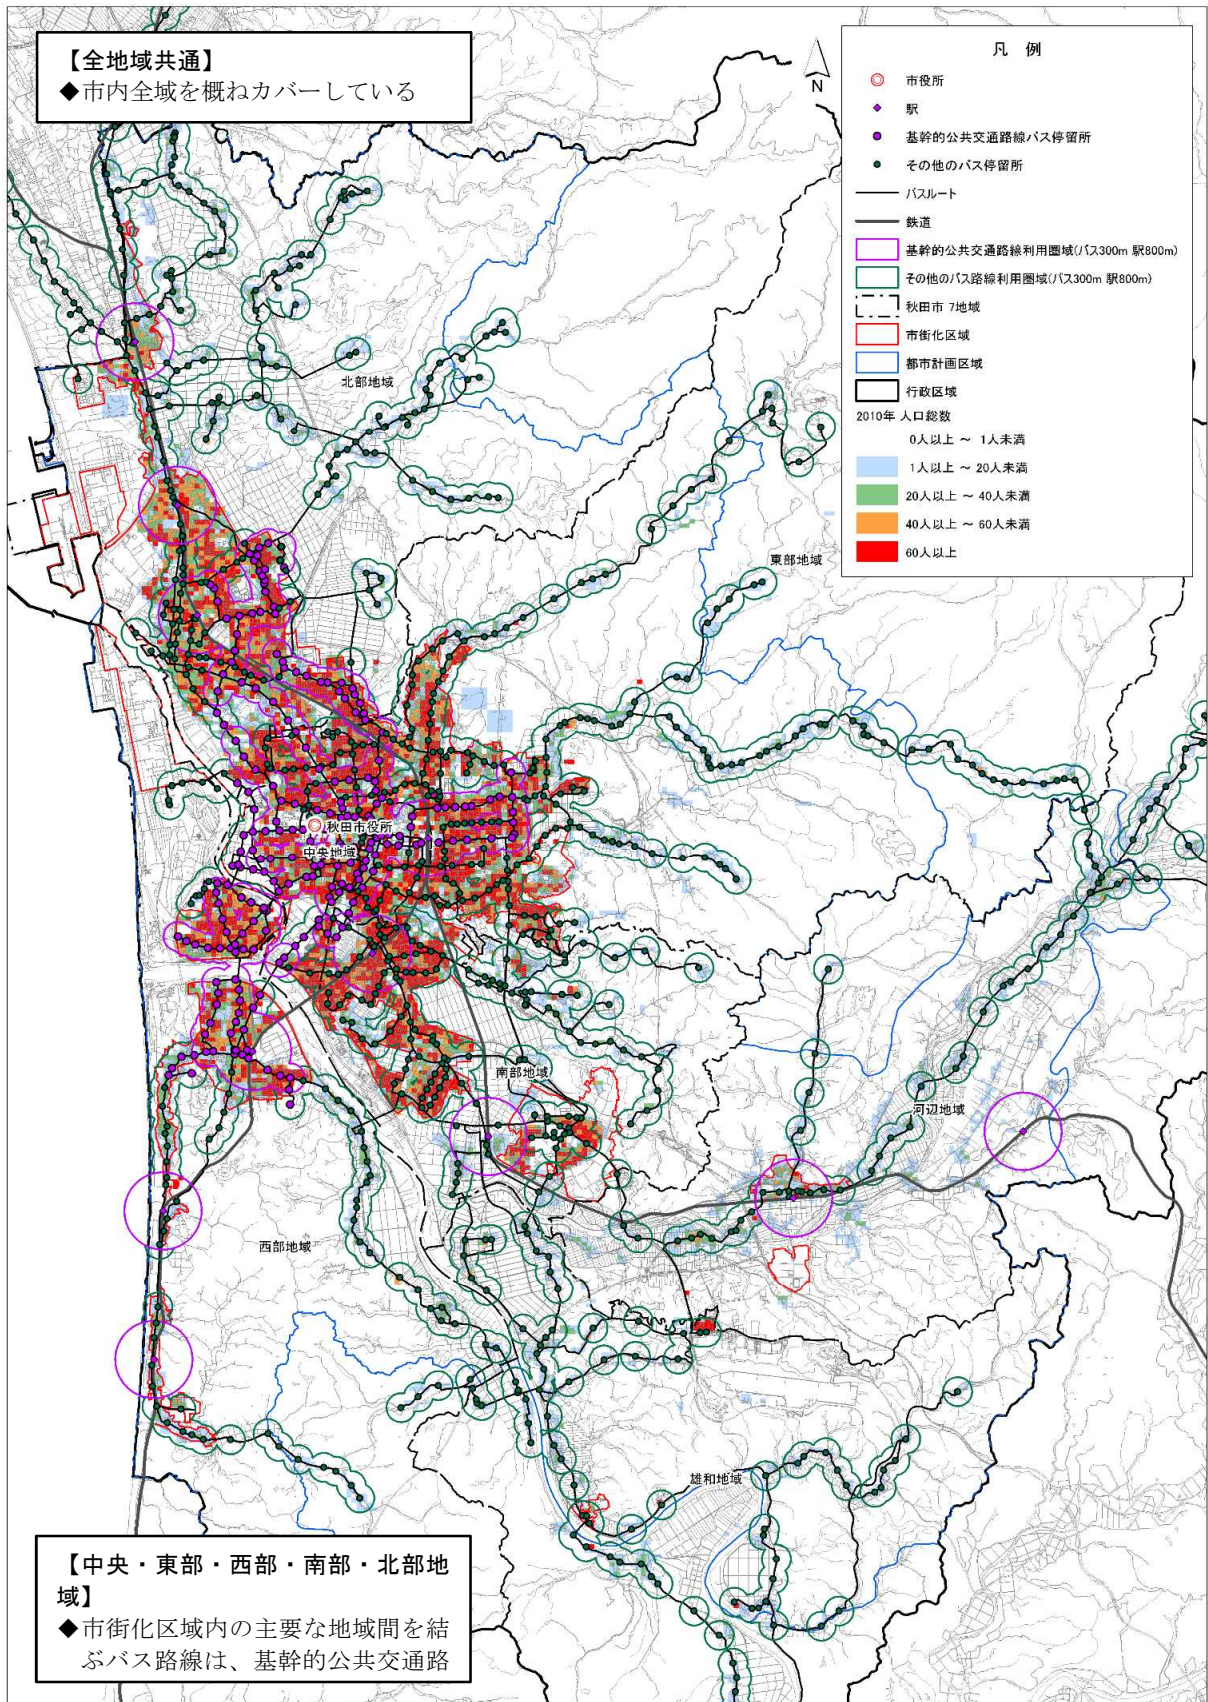 【全地域共通】
◆市内全域を概ねカバーしている
N
凡 例
市役所
駅
基幹的公共交通路線バス停留所
その他のバス停留所
バスルート
鉄道
基幹的公共交通路線利用圏域(バス300m 駅800m)
その他のバス路線利用圏域(バス300m 駅800m)
秋田市 7地域
市街化区域
都市計画区域
行政区域
2010年 人口総数
0人以上 ～ 1人未満
1人以上 ～ 20人未満
20人以上 ～ 40人未満
40人以上 ～ 60人未満
60人以上
北部地域
東部地域
秋田市役所
中央地域
南部地域
河辺地域
西部地域
雄和地域
【中央・東部・西部・南部・北部地
域】
◆市街化区域内の主要な地域間を結
ぶバス路線は、基幹的公共交通路